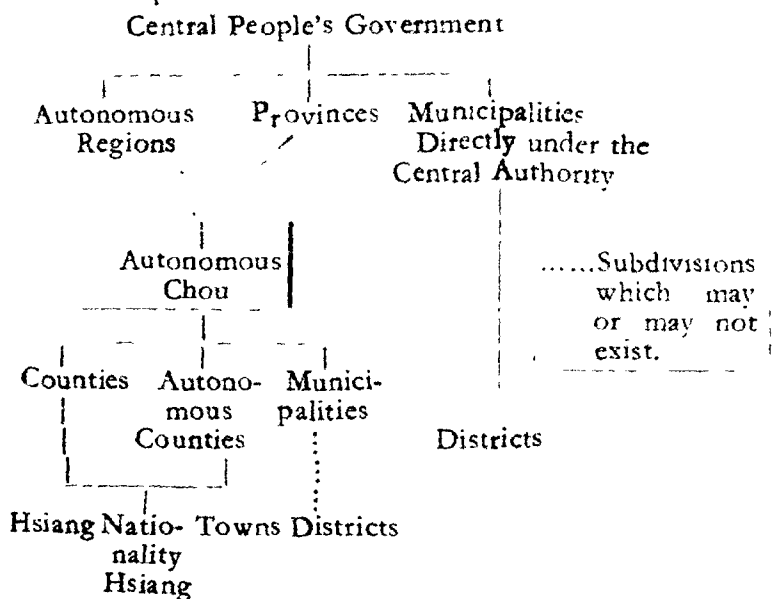 Central People's Government
Autonomous Provinces Municipalities
Regions Directly under the
Central Authority
Autonomous
Chou
......Subdivisions
which may
or may not
exist.
Counties Autono- Munici-
mous palities
Counties Districts
Hsiang Natio- Towns Districts
nality
Hsiang